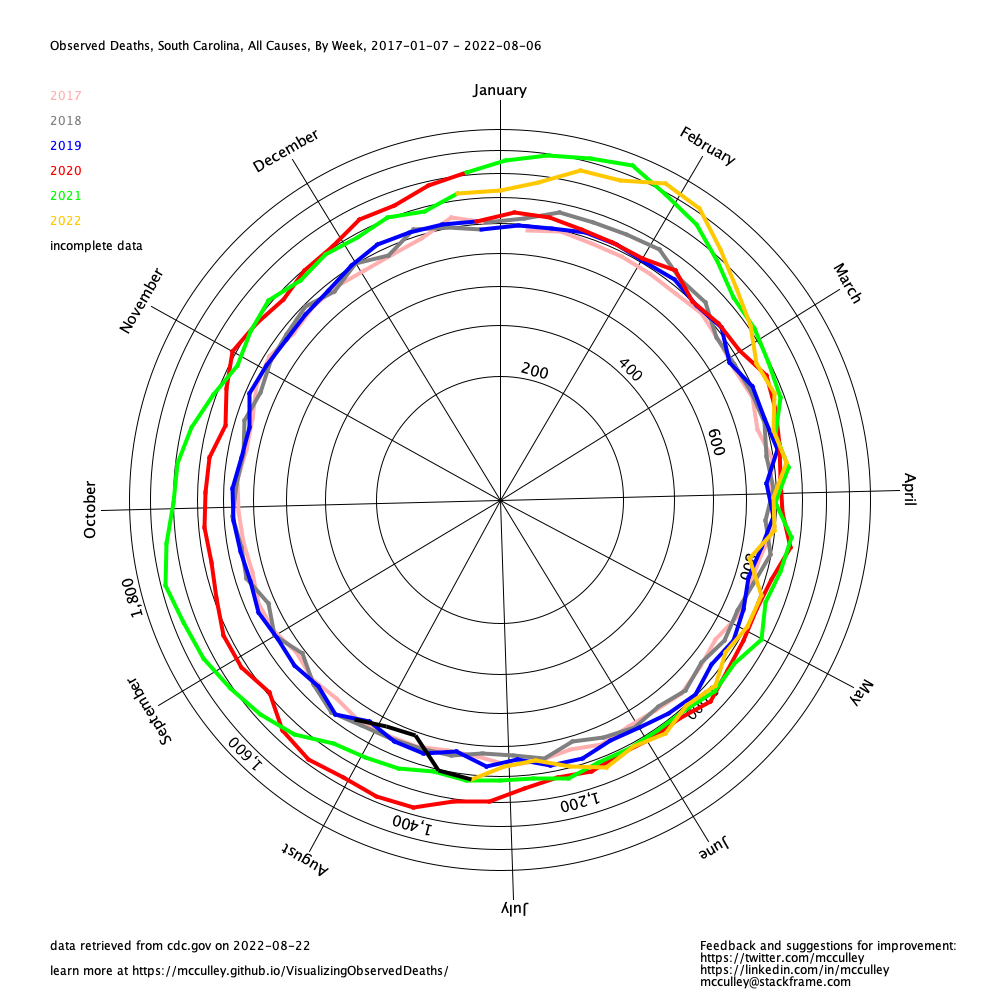 Observed Deaths, South Carolina, All Causes, By Week, 2017-01-07 - 2022-08-06
2017
2018
2019
2020
2021
2022
incomplete data
January
February
March
April
May
June
July
August
September
October
November
December
200
400
600
1,200
1,400
1,600
1,800
data retrieved from cdc.gov on 2022-08-22
learn more at https://mcculley.github.io/VisualizingObservedDeaths/
Feedback and suggestions for improvement:
https://twitter.com/mcculley
https://linkedin.com/in/mcculley
mcculley@stackframe.com